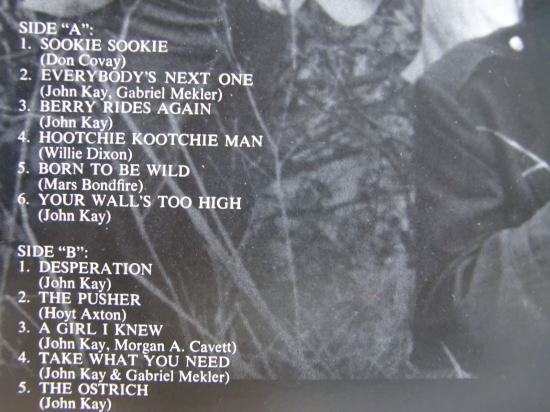 SIDE "A":
1. SOOKIE SOOKIE
(Don Covay)
2. EVERYBODY'S NEXT ONE
(John Kay, Gabriel Mekler)
3. BERRY RIDES AGAIN
(John Kay)
4. HOOTCHIE KOOTCHIE MAN
(Willie Dixon)
5. BORN TO BE WILD
(Mars Bondfire)
6. YOUR WALL'S TOO HIGH
(John Kay)
SIDE "B":
1. DESPERATION
(John Kay)
2. THE PUSHER
(Hoyt Axton)
3. A GIRL I KNEW
(John Kay, Morgan A. Cavett)
4. TAKE WHAT YOU NEED
(John Kay & Gabriel Mekler)
5. THE OSTRICH
(John Kay)